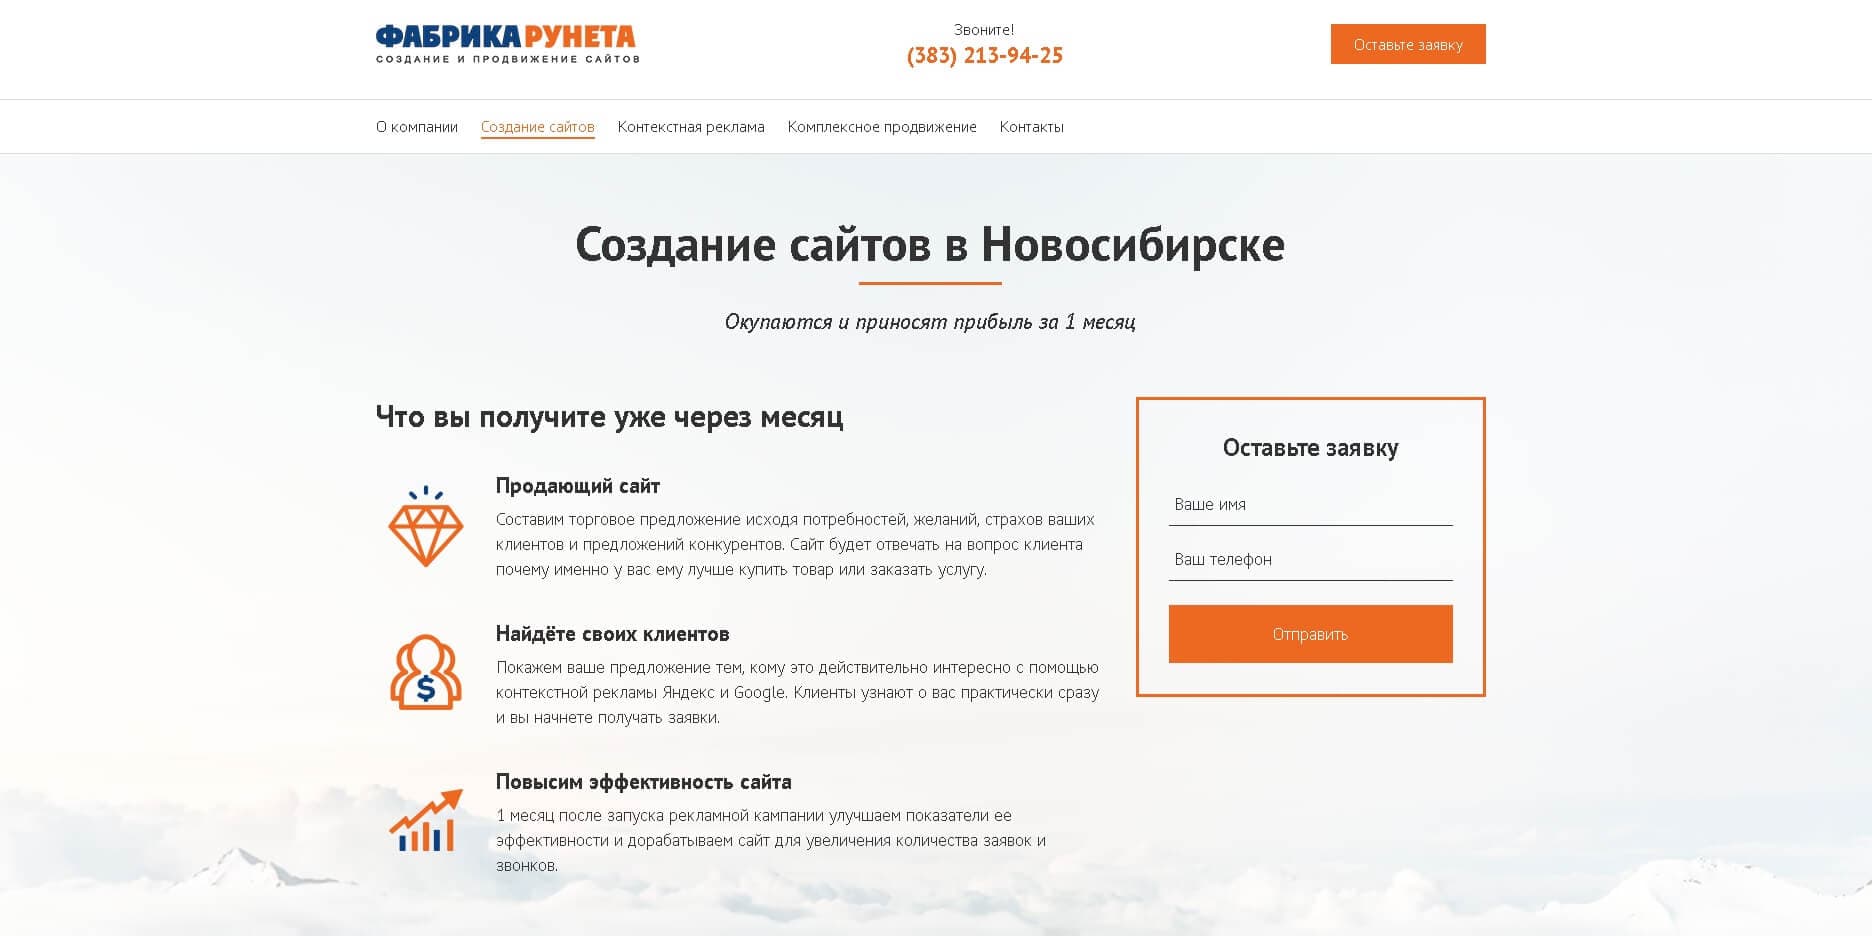 ФАБРИКА РУНЕТА
СОЗДАНИЕ И ПРОДВИЖЕНИЕ САЙТОВ
Звоните!
(383) 213-94-25
Оставьте заявку
О компании Создание сайтов Контекстная реклама Комплексное продвижение Контакты
Создание сайтов в Новосибирске
Окупаются и приносят прибыль за 1 месяц
Что вы получите уже через месяц
Продающий сайт
Составим торговое предложение исходя потребностей, желаний, страхов ваших
клиентов и предложений конкурентов. Сайт будет отвечать на вопрос клиента
почему именно у вас ему лучше купить товар или заказать услугу.
Найдёте своих клиентов
Покажем ваше предложение тем, кому это действительно интересно с помощью
контекстной рекламы Яндекс и Google. Клиенты узнают о вас практически сразу
и вы начнете получать заявки.
Повысим эффективность сайта
1 месяц после запуска рекламной кампании улучшаем показатели ее
эффективности и дорабатываем сайт для увеличения количества заявок и
звонков.
Оставьте заявку
Ваше имя
Ваш телефон
Отправить